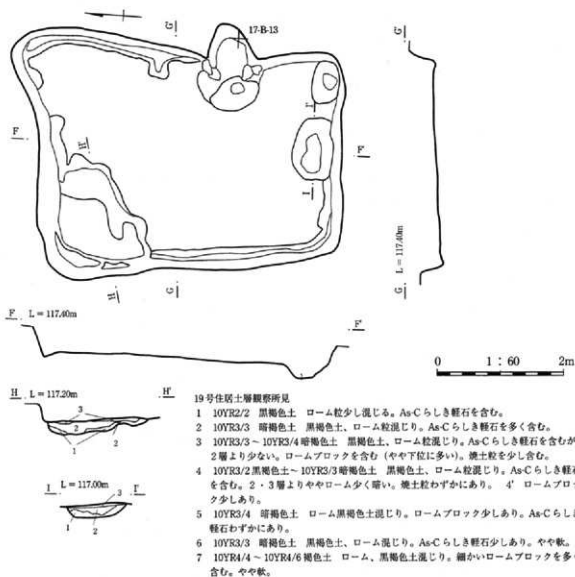 G
17-B-13
G'
F
H'
I'
F'
I
H
G
G L＝117.40m
F L＝117.40m
F'
0 1：60 2m
H L＝117.20m H'
3
2
1 2
I L＝117.00m I'
3
1 2
19号住居土層観察所見
1 10YR2/2 黒褐色土 ローム粒少し混じる。As-Cらしき軽石を含む。
2 10YR3/3 暗褐色土 黒褐色土、ローム粒混じり。As-Cらしき軽石を多く含む。
3 10YR3/3～10YR3/4暗褐色土 黒褐色土、ローム粒混じり。As-Cらしき軽石を含むが
2層より少ない。ロームブロックを含む（やや下位に多い）。焼土粒を少し含む。
4 10YR3/2黒褐色土～10YR3/3暗褐色土 黒褐色土、ローム粒混じり。As-Cらしき軽石
を含む。2・3層よりややローム少く暗い。焼土粒わずかにあり。 4' ロームブロッ
ク少しあり。
5 10YR3/4 暗褐色土 ローム黒褐色土混じり。ロームブロック少しあり。As-Cらしき
軽石わずかにあり。
6 10YR3/3 暗褐色土 黒褐色土、ローム混じり。As-Cらしき軽石少しあり。やや軟。
7 10YR4/4～10YR4/6褐色土 ローム、黒褐色土混じり。細かいロームブロックを多く
含む。やや軟。